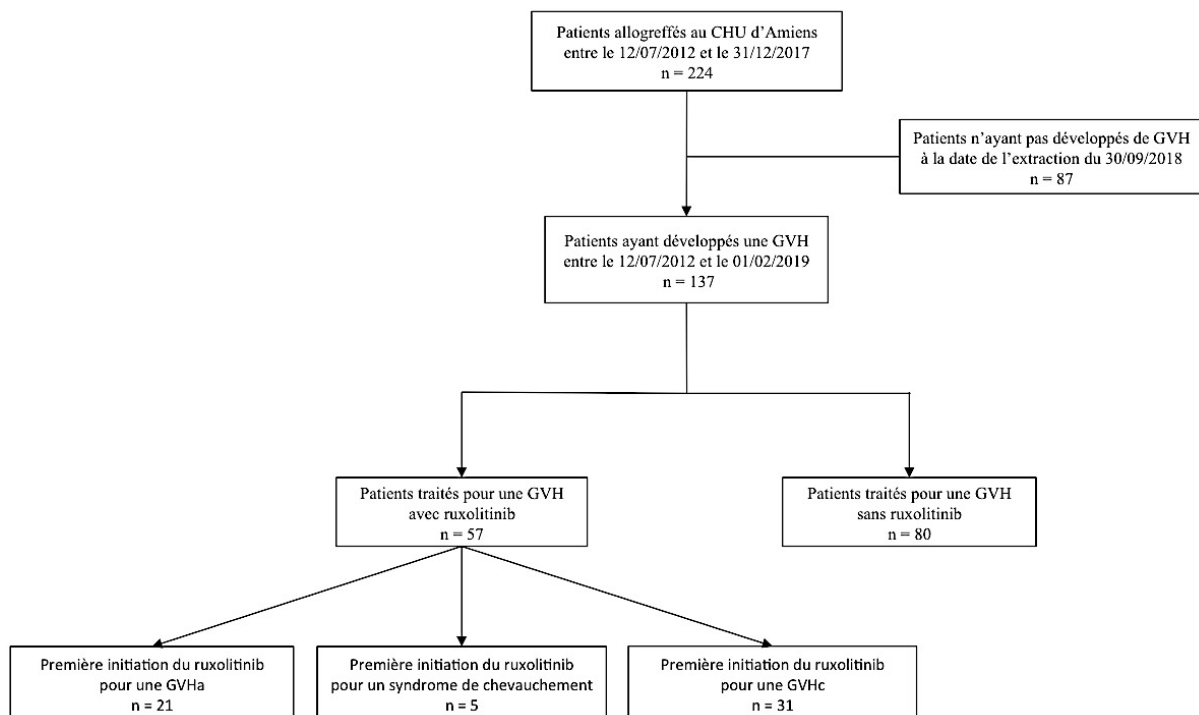 Patients allogreffés au CHU d'Amiens
entre le 12/07/2012 et le 31/12/2017
n = 224
Patients n'ayant pas développés de GVH
à la date de l'extraction du 30/09/2018
n = 87
Patients ayant développés une GVH
entre le 12/07/2012 et le 01/02/2019
n = 137
Patients traités pour une GVH
avec ruxolitinib
n = 57
Patients traités pour une GVH
sans ruxolitinib
n = 80
Première initiation du ruxolitinib
pour une GVHa
n = 21
Première initiation du ruxolitinib
pour un syndrome de chevauchement
n = 5
Première initiation du ruxolitinib
pour une GVHc
n = 31